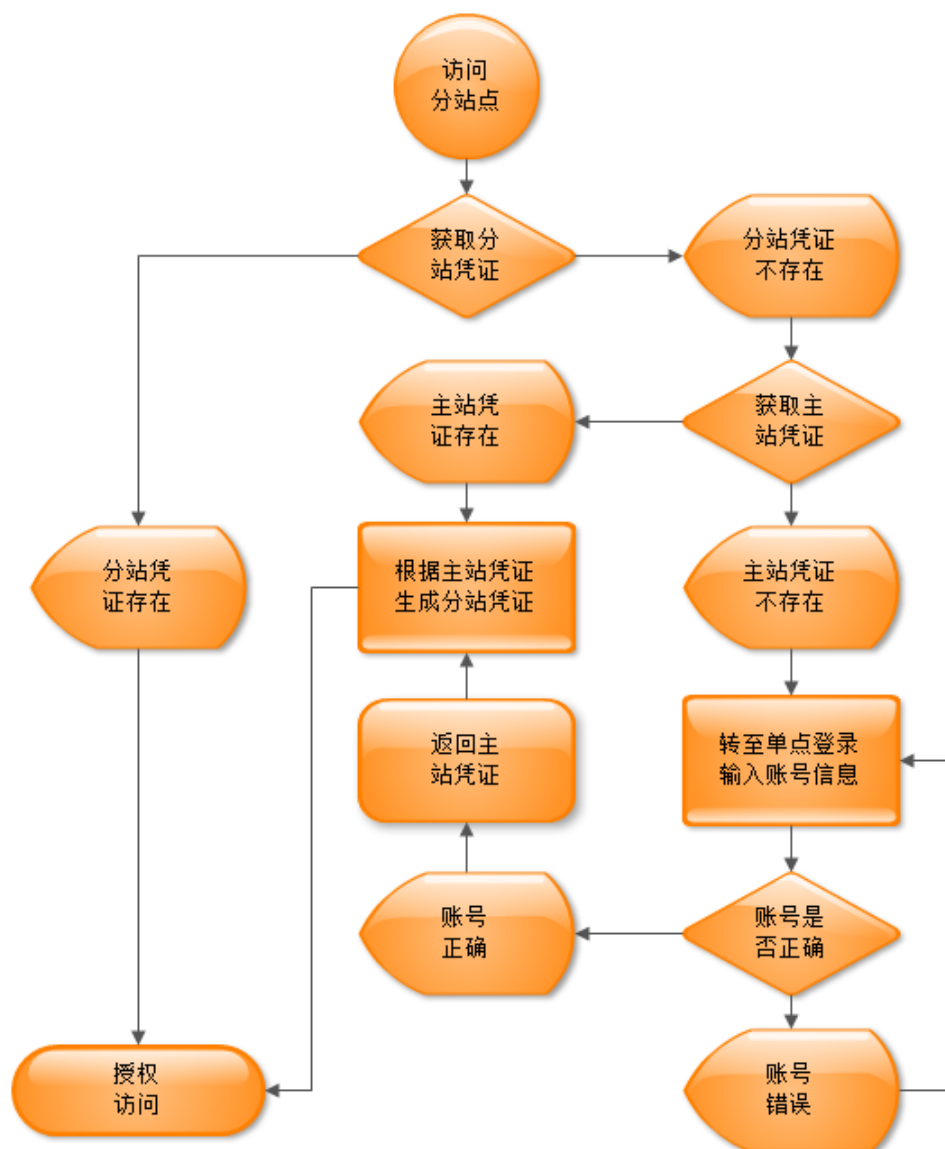 访问
分站点
获取分
站凭证
分站凭证
不存在
主站凭
证存在
获取主
站凭证
分站凭
证存在
根据主站凭证
生成分站凭证
主站凭证
不存在
返回主
站凭证
转至单点登录
输入账号信息
账号
正确
账号是
否正确
授权
访问
账号
错误